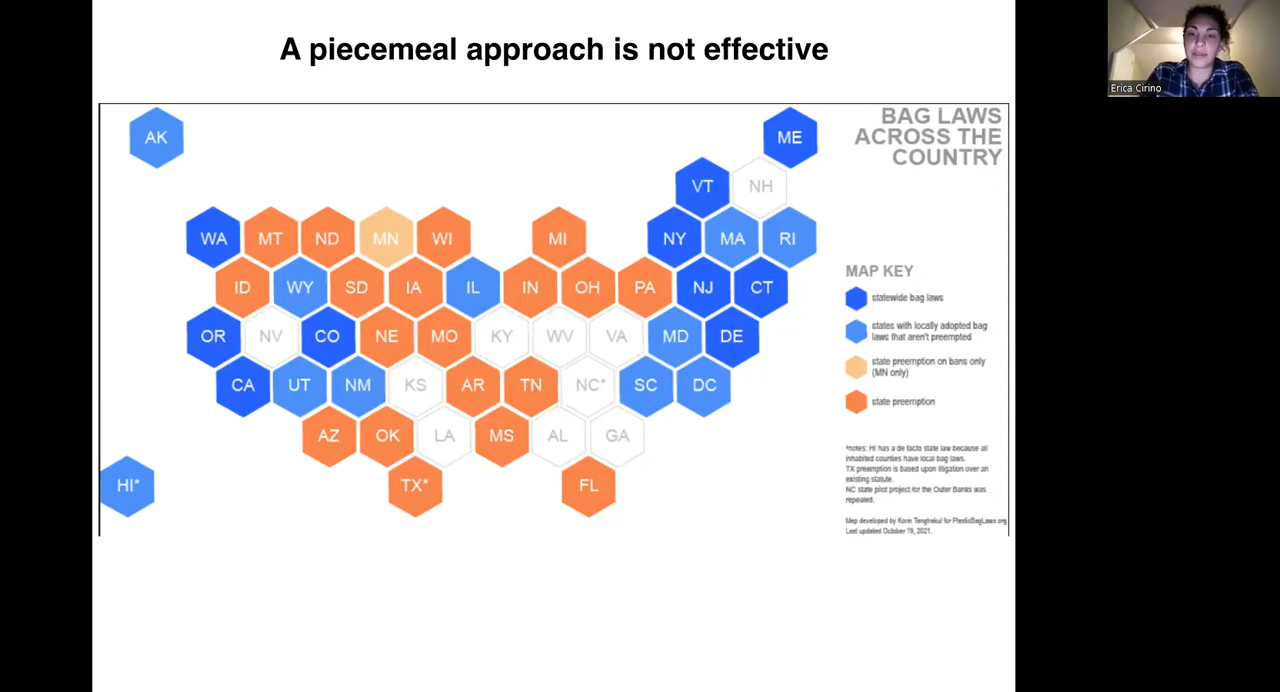 A piecemeal approach is not effective
Erica Cirino
BAG LAWS
ACROSS THE
COUNTRY
AK
ME
VT
NH
WA
MT
ND
MN
WI
MI
NY
MA
RI
ID
WY
SD
IA
IL
IN
OH
PA
NJ
CT
OR
NV
CO
NE
MO
KY
WV
VA
MD
DE
CA
UT
NM
KS
AR
TN
NC*
SC
DC
AZ
OK
LA
MS
AL
GA
HI*
TX*
FL
MAP KEY
statewide bag laws
states with locally adopted bag
laws that aren't preempted
state preemption on bans only
(MN only)
state preemption
*notes: HI has a de facto state law because all
inhabited counties have local bag laws.
TX preemption is based upon litigation over an
existing statute.
NC state pilot project for the Outer Banks was
repealed.
Map developed by Korin for PlasticBagLaws.org
Last updated October 19, 2021.